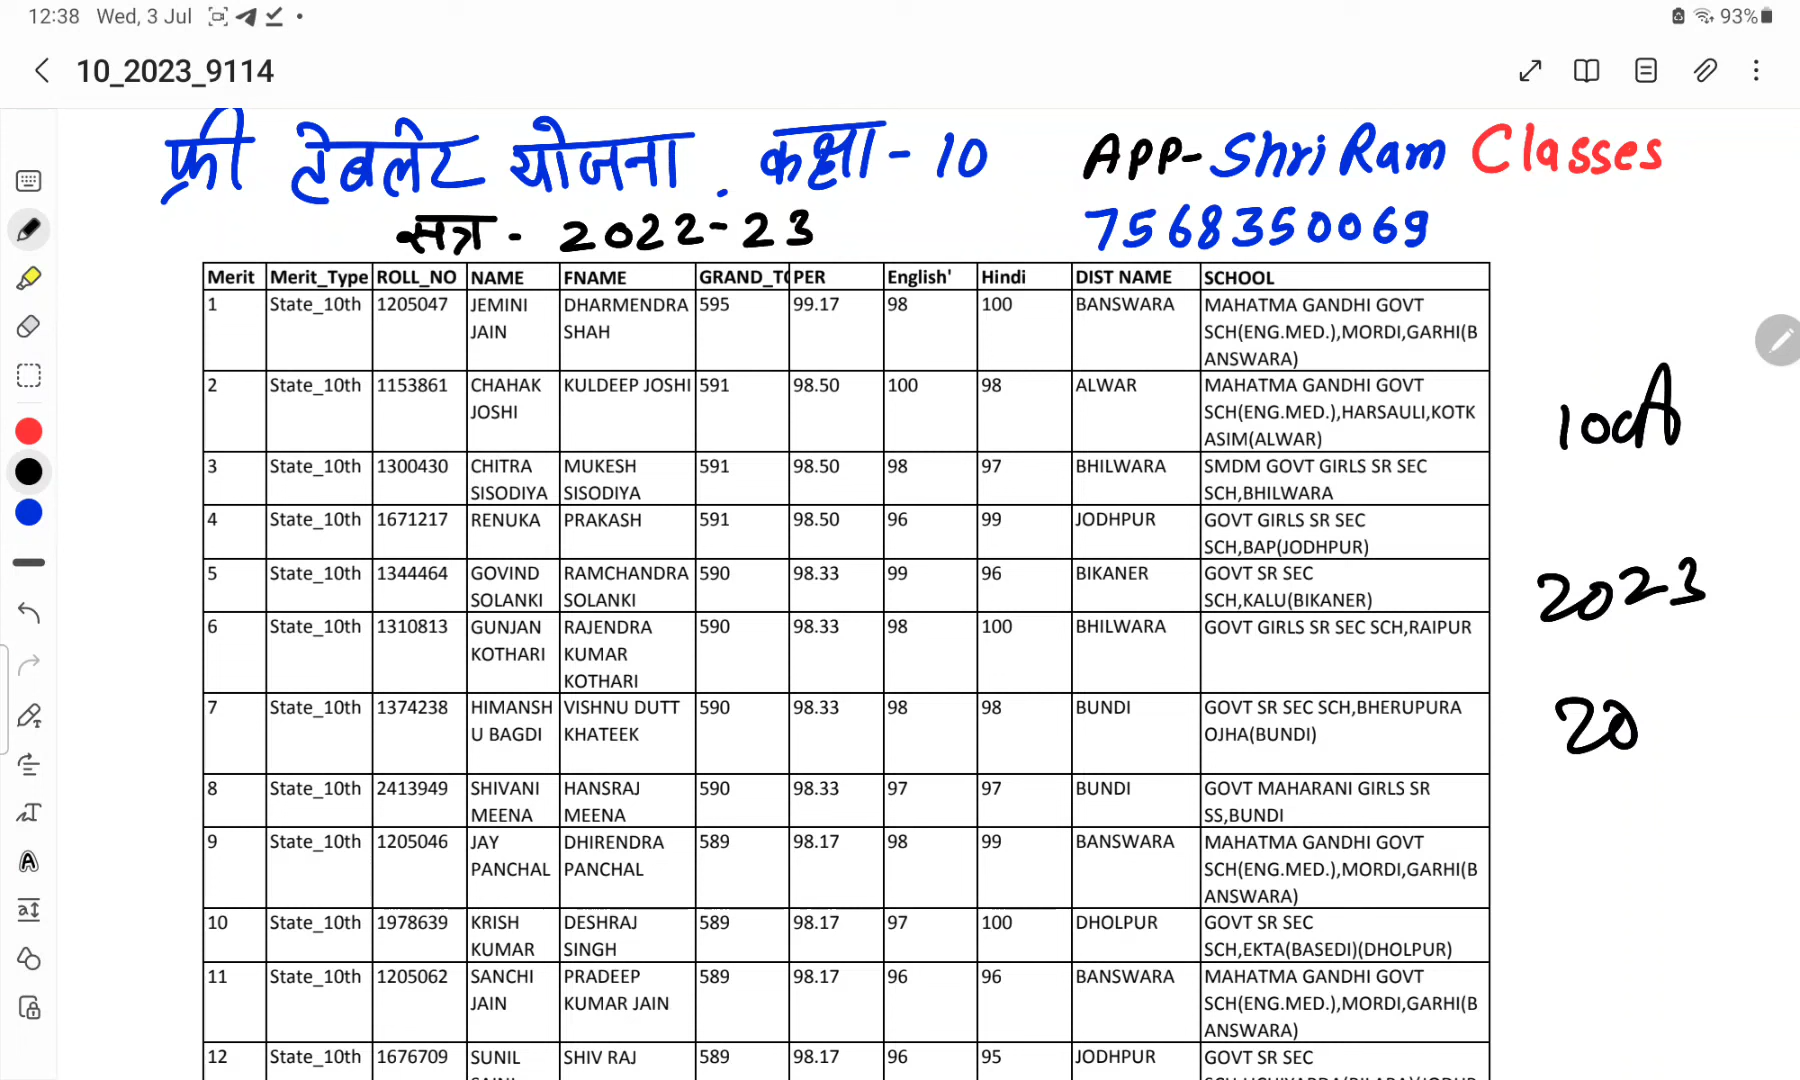 12:38 Wed, 3 Jul 93%
10_2023_9114
फ्री टेबलेट योजना. कक्षा - 10 APP-Shri Ram Classes
सत्र - 2022-23 7568350069
Merit Merit_Type ROLL_NO NAME FNAME GRAND_TO PER English' Hindi DIST NAME SCHOOL
1 State_10th 1205047 JEMINI DHARMENDRA 595 99.17 98 100 BANSWARA MAHATMA GANDHI GOVT
JAIN SHAH SCH(ENG.MED.),MORDI,GARHI(B
ANSWARA)
2 State_10th 1153861 CHAHAK KULDEEP JOSHI 591 98.50 100 98 ALWAR MAHATMA GANDHI GOVT
JOSHI SCH(ENG.MED.),HARSAULI,KOTK
ASIM(ALWAR)
3 State_10th 1300430 CHITRA MUKESH 591 98.50 98 97 BHILWARA SMDM GOVT GIRLS SR SEC
SISODIYA SISODIYA SCH,BHILWARA
4 State_10th 1671217 RENUKA PRAKASH 591 98.50 96 99 JODHPUR GOVT GIRLS SR SEC
SCH,BAP(JODHPUR)
5 State_10th 1344464 GOVIND RAMCHANDRA 590 98.33 99 96 BIKANER GOVT SR SEC
SOLANKI SOLANKI SCH,KALU(BIKANER)
6 State_10th 1310813 GUNJAN RAJENDRA 590 98.33 98 100 BHILWARA GOVT GIRLS SR SEC SCH,RAIPUR
KOTHARI KUMAR
KOTHARI
7 State_10th 1374238 HIMANSH VISHNU DUTT 590 98.33 98 98 BUNDI GOVT SR SEC SCH,BHERUPURA
U BAGDI KHATEEK OJHA(BUNDI)
8 State_10th 2413949 SHIVANI HANSRAJ 590 98.33 97 97 BUNDI GOVT MAHARANI GIRLS SR
MEENA MEENA SS,BUNDI
9 State_10th 1205046 JAY DHIRENDRA 589 98.17 98 99 BANSWARA MAHATMA GANDHI GOVT
PANCHAL PANCHAL SCH(ENG.MED.),MORDI,GARHI(B
ANSWARA)
10 State_10th 1978639 KRISH DESHRAJ 589 98.17 97 100 DHOLPUR GOVT SR SEC
KUMAR SINGH SCH,EKTA(BASEDI)(DHOLPUR)
11 State_10th 1205062 SANCHI PRADEEP 589 98.17 96 96 BANSWARA MAHATMA GANDHI GOVT
JAIN KUMAR JAIN SCH(ENG.MED.),MORDI,GARHI(B
ANSWARA)
12 State_10th 1676709 SUNIL SHIV RAJ 589 98.17 96 95 JODHPUR GOVT SR SEC
2023
20